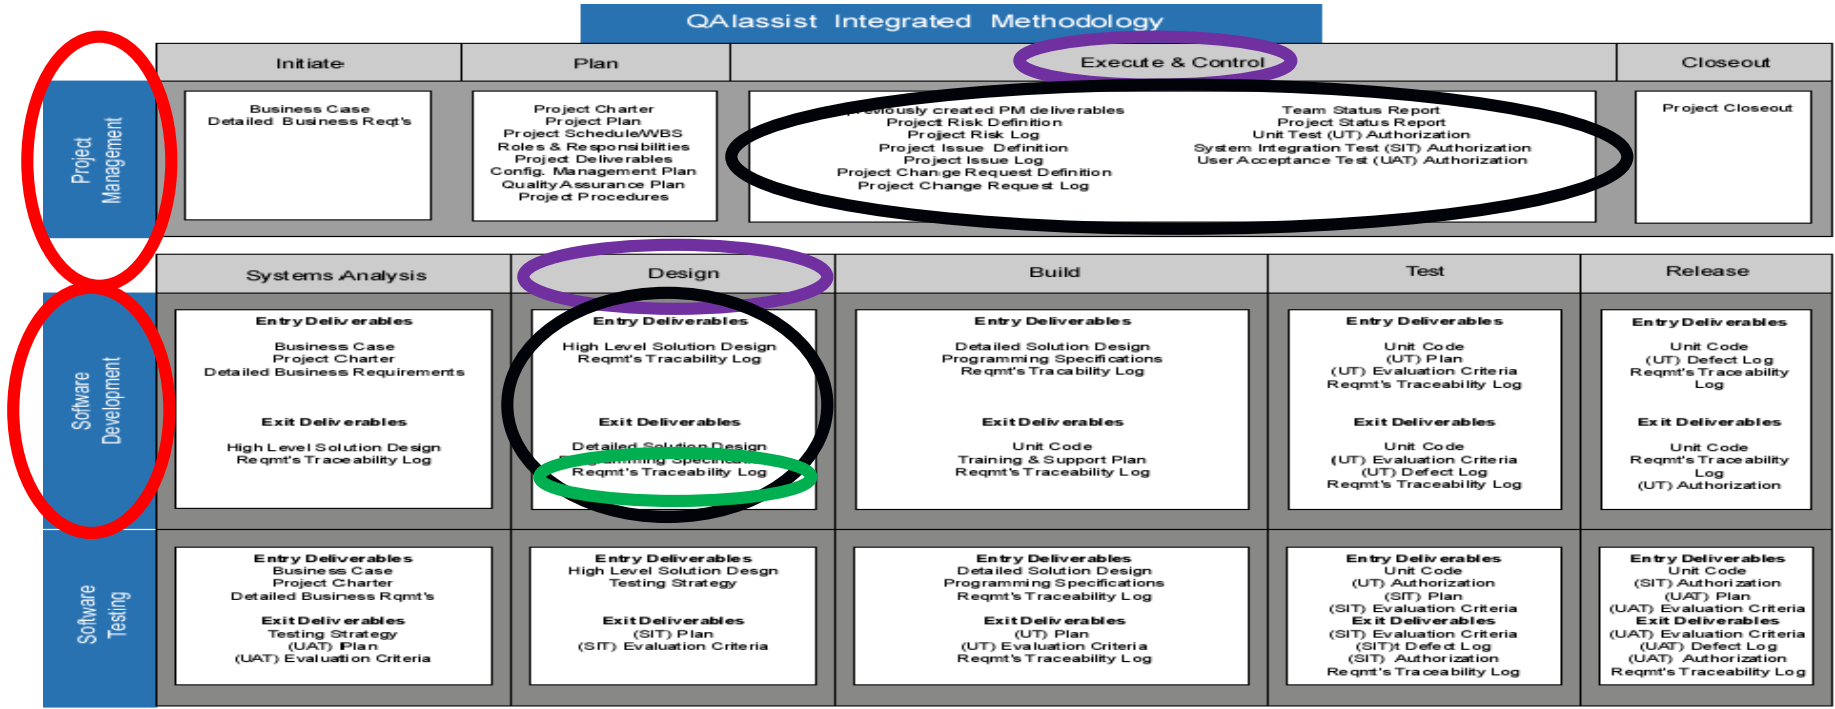 QAIassist Integrated Methodology
Initiate
Plan
Execute & Control
Closeout
Project
Management
Business Case
Detailed Business Reqt's
Project Charter
Project Plan
Project Schedule/WBS
Roles & Responsibilities
Project Deliverables
Config. Management Plan
Quality Assurance Plan
Project Procedures
created PM deliverables
Project Risk Definition
Project Risk Log
Project Issue Definition
Project Issue Log
Project Change Request Definition
Project Change Request Log
Team Status Report
Project Status Report
Unit Test (UT) Authorization
System Integration Test (SIT) Authorization
User Acceptance Test (UAT) Authorization
Project Closeout
Systems Analysis
Design
Build
Test
Release
Software
Development
Entry Deliverables
Business Case
Project Charter
Detailed Business Requirements
Exit Deliverables
High Level Solution Design
Reqmt's Traceability Log
Entry Deliverables
High Level Solution Design
Reqmt's Tracability Log
Exit Deliverables
Detailed Solution Design
Programming Specifications
Reqmt's Traceability Log
Entry Deliverables
Detailed Solution Design
Programming Specifications
Reqmt's Tracability Log
Exit Deliverables
Unit Code
Training & Support Plan
Reqmt's Traceability Log
Entry Deliverables
Unit Code
(UT) Plan
(UT) Evaluation Criteria
Reqmt's Traceability Log
Exit Deliverables
Unit Code
(UT) Evaluation Criteria
(UT) Defect Log
Reqmt's Traceability Log
Entry Deliverables
Unit Code
(UT) Defect Log
Reqmt's Traceability
Log
Exit Deliverables
Unit Code
Reqmt's Traceability
Log
(UT) Authorization
Software
Testing
Entry Deliverables
Business Case
Project Charter
Detailed Business Rqmt's
Exit Deliverables
Testing Strategy
(UAT) Plan
(UAT) Evaluation Criteria
Entry Deliverables
High Level Solution Desgn
Testing Strategy
Exit Deliverables
(SIT) Plan
(SIT) Evaluation Criteria
Entry Deliverables
Detailed Solution Design
Programming Specifications
Reqmt's Traceability Log
Exit Deliverables
(UT) Plan
(UT) Evaluation Criteria
Reqmt's Traceability Log
Entry Deliverables
Unit Code
(UT) Authorization
(SIT) Plan
(SIT) Evaluation Criteria
Exit Deliverables
(SIT) Evaluation Criteria
(SIT)t Defect Log
(SIT) Authorization
Reqmt's Traceability Log
Entry Deliverables
Unit Code
(SIT) Authorization
(UAT) Plan
(UAT) Evaluation Criteria
Exit Deliverables
(UAT) Evaluation Criteria
(UAT) Defect Log
(UAT) Authorization
Reqmt's Traceability Log